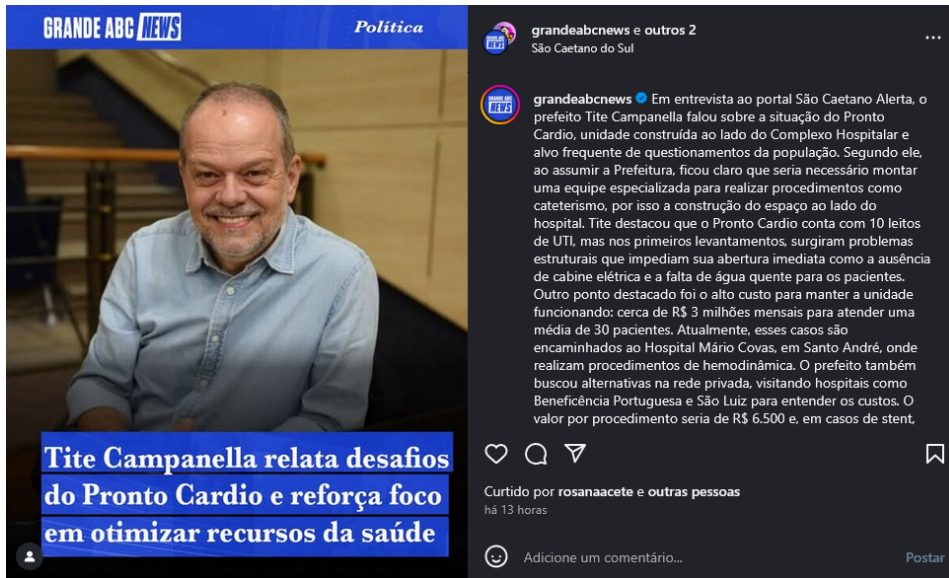 GRANDE ABC NEWS
Política
Tite Campanella relata desafios
do Pronto Cardio e reforça foco
em otimizar recursos da saúde
grandeabcnews e outros 2
São Caetano do Sul
grandeabcnews Em entrevista ao portal São Caetano Alerta, o
prefeito Tite Campanella falou sobre a situação do Pronto
Cardio, unidade construída ao lado do Complexo Hospitalar e
alvo frequente de questionamentos da população. Segundo ele,
ao assumir a Prefeitura, ficou claro que seria necessário montar
uma equipe especializada para realizar procedimentos como
cateterismo, por isso a construção do espaço ao lado do
hospital. Tite destacou que o Pronto Cardio conta com 10 leitos
de UTI, mas nos primeiros levantamentos, surgiram problemas
estruturais que impediam sua abertura imediata como a ausência
de cabine elétrica e a falta de água quente para os pacientes.
Outro ponto destacado foi o alto custo para manter a unidade
funcionando: cerca de R$ 3 milhões mensais para atender uma
média de 30 pacientes. Atualmente, esses casos são
encaminhados ao Hospital Mário Covas, em Santo André, onde
realizam procedimentos de hemodinâmica. O prefeito também
buscou alternativas na rede privada, visitando hospitais como
Beneficência Portuguesa e São Luiz para entender os custos. O
valor por procedimento seria de R$ 6.500 e, em casos de stent,
Curtido por rosanaacete e outras pessoas
há 13 horas
Adicione um comentário...
Postar